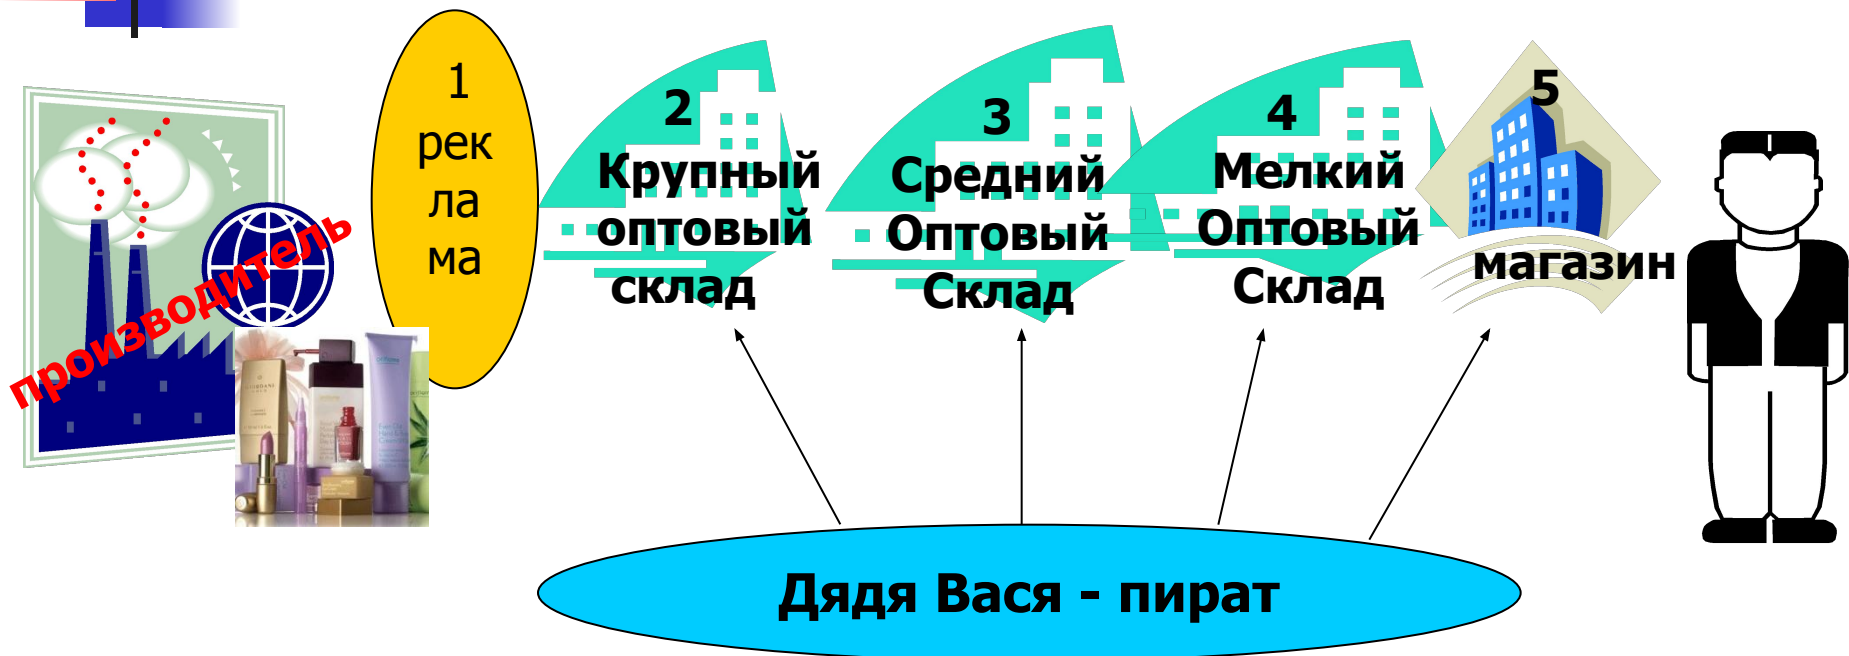 производитель
1
рек
ла
ма
2
Крупный
оптовый
склад
3
Средний
Оптовый
Склад
4
Мелкий
Оптовый
Склад
5
магазин
Дядя Вася - пират